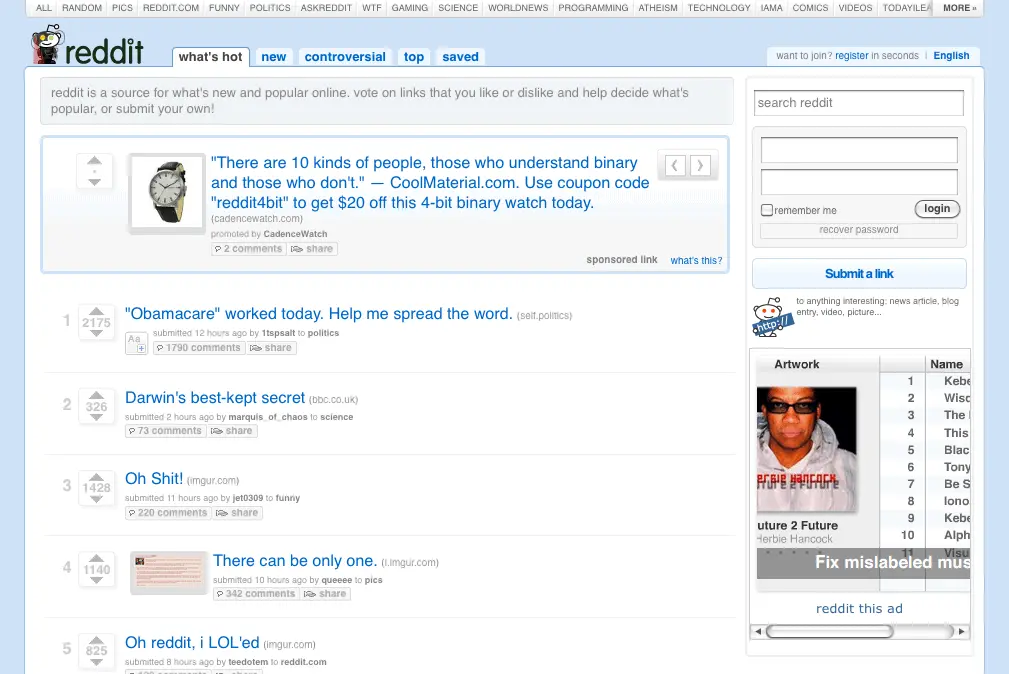 ALL RANDOM PICS REDDIT.COM FUNNY POLITICS ASKREDDIT WTF GAMING SCIENCE WORLDNEWS PROGRAMMING ATHEISM TECHNOLOGY IAMA COMICS VIDEOS TODAYILEA MORE »
reddit what's hot new controversial top saved
want to join? register in seconds | English
reddit is a source for what's new and popular online. vote on links that you like or dislike and help decide what's
popular, or submit your own!
"There are 10 kinds of people, those who understand binary
and those who don't." — CoolMaterial.com. Use coupon code
"reddit4bit" to get $20 off this 4-bit binary watch today.
(cadencewatch.com)
promoted by CadenceWatch
2 comments share
sponsored link what's this?
1 2175 "Obamacare" worked today. Help me spread the word. (self.politics)
submitted 12 hours ago by 1tspsalt to politics
Aa 1790 comments share
2 326 Darwin's best-kept secret (bbc.co.uk)
submitted 2 hours ago by marquis_of_chaos to science
73 comments share
3 1428 Oh Shit! (imgur.com)
submitted 11 hours ago by jet0309 to funny
220 comments share
4 1140 There can be only one. (i.imgur.com)
submitted 10 hours ago by queeee to pics
342 comments share
5 825 Oh reddit, i LOL'ed (imgur.com)
submitted 8 hours ago by teedotem to reddit.com
search reddit
remember me login
recover password
Submit a link
http://
to anything interesting: news article, blog
entry, video, picture...
Artwork Name
1 Kebe
2 Wisd
3 The
4 This
5 Blac
6 Tony
7 Be S
8 Iono
9 Kebe
10 Alph
11 Visu
erbie hancock
uture 2 Future
uture 2 Future
Herbie Hancock
Fix mislabeled mus
reddit this ad